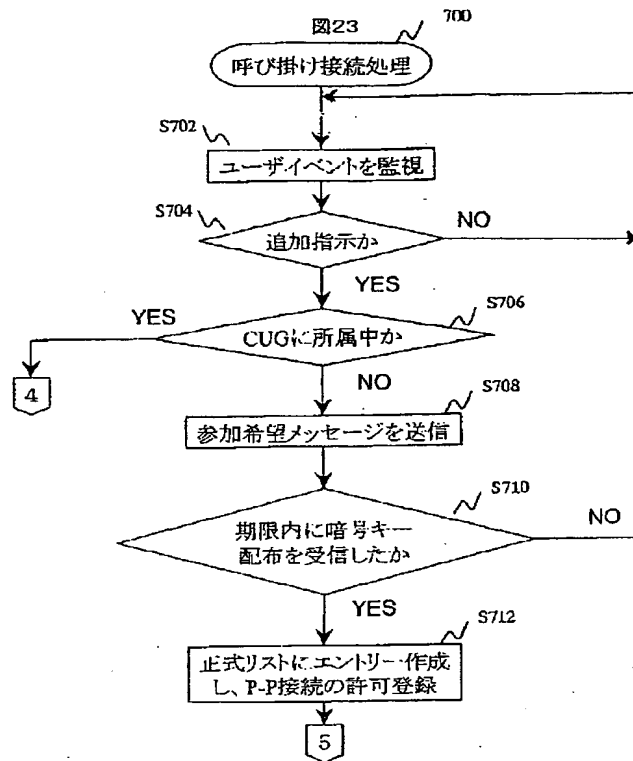 図23
700
呼び掛け接続処理
S702
ユーザイベントを監視
S704
追加指示か
NO
YES
S706
YES
CUGに所属中か
4
NO
S708
参加希望メッセージを送信
S710
期限内に暗号キー
配布を受信したか
NO
YES
S712
正式リストにエントリー作成
し、P-P接続の許可登録
5